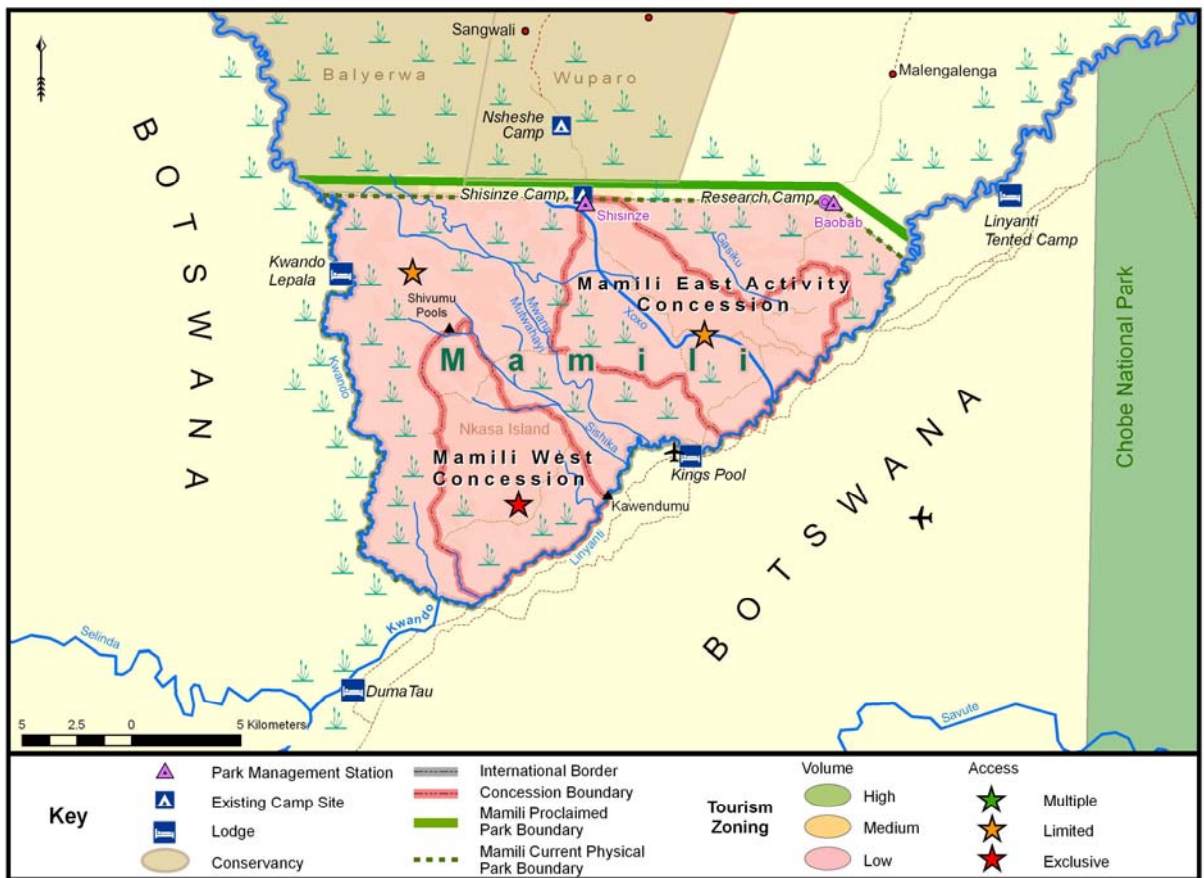 Sangwali
Balyerwa
Wuparo
Malengalenga
Nsheshe
Camp
BOTSWANA
Shisinze Camp
Shisinze
Research Camp
Baobab
Linyanti
Tented Camp
Kwando
Lepala
Gasiku
Mamili East Activity
Concession
Shivumu
Pools
Mwangi
Mutwahayi
Xoxo
Mamili
Kwando
Nkasa Island
Sishika
Mamili West
Concession
Kings Pool
Kawendumu
Linyanti
BOTSWANA
Chobe National Park
Kwando
Selinda
DumaTau
Savute
5 2.5 0 5 Kilometers
Key
Park Management Station
Existing Camp Site
Lodge
Conservancy
International Border
Concession Boundary
Mamili Proclaimed
Park Boundary
Mamili Current Physical
Park Boundary
Tourism
Zoning
Volume
High
Medium
Low
Access
Multiple
Limited
Exclusive